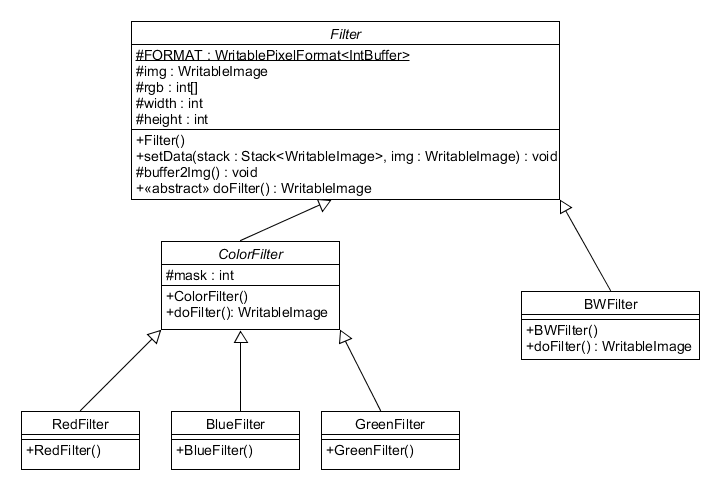 Filter
#FORMAT : WritablePixelFormat<IntBuffer>
#img : WritableImage
#rgb : int[]
#width : int
#height : int
+Filter()
+setData(stack : Stack<WritableImage>, img : WritableImage) : void
#buffer2Img() : void
+«abstract» doFilter() : WritableImage
ColorFilter
#mask : int
+ColorFilter()
+doFilter(): WritableImage
BWFilter
+BWFilter()
+doFilter() : WritableImage
RedFilter
+RedFilter()
BlueFilter
+BlueFilter()
GreenFilter
+GreenFilter()